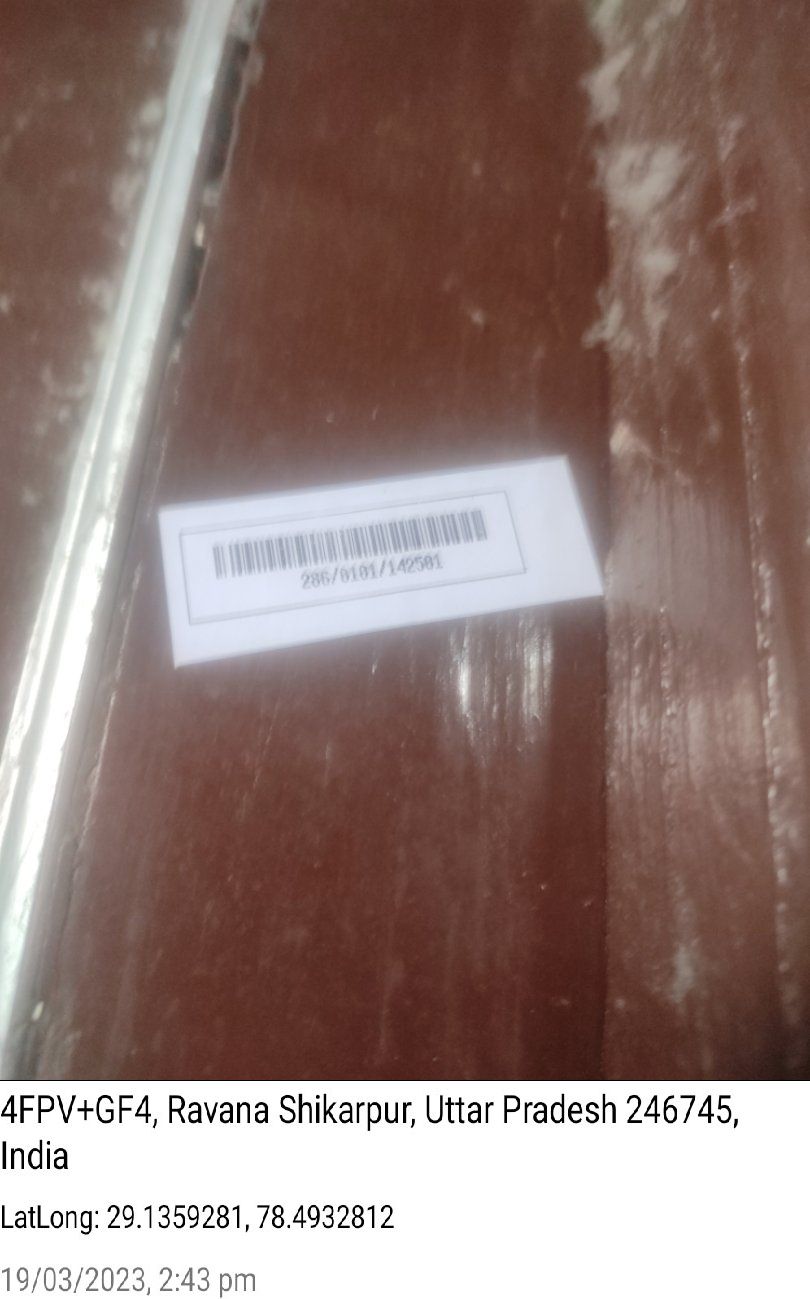 286/0101/142501
4FPV+GF4, Ravana Shikarpur, Uttar Pradesh 246745,
India
LatLong: 29.1359281, 78.4932812
19/03/2023, 2:43 pm